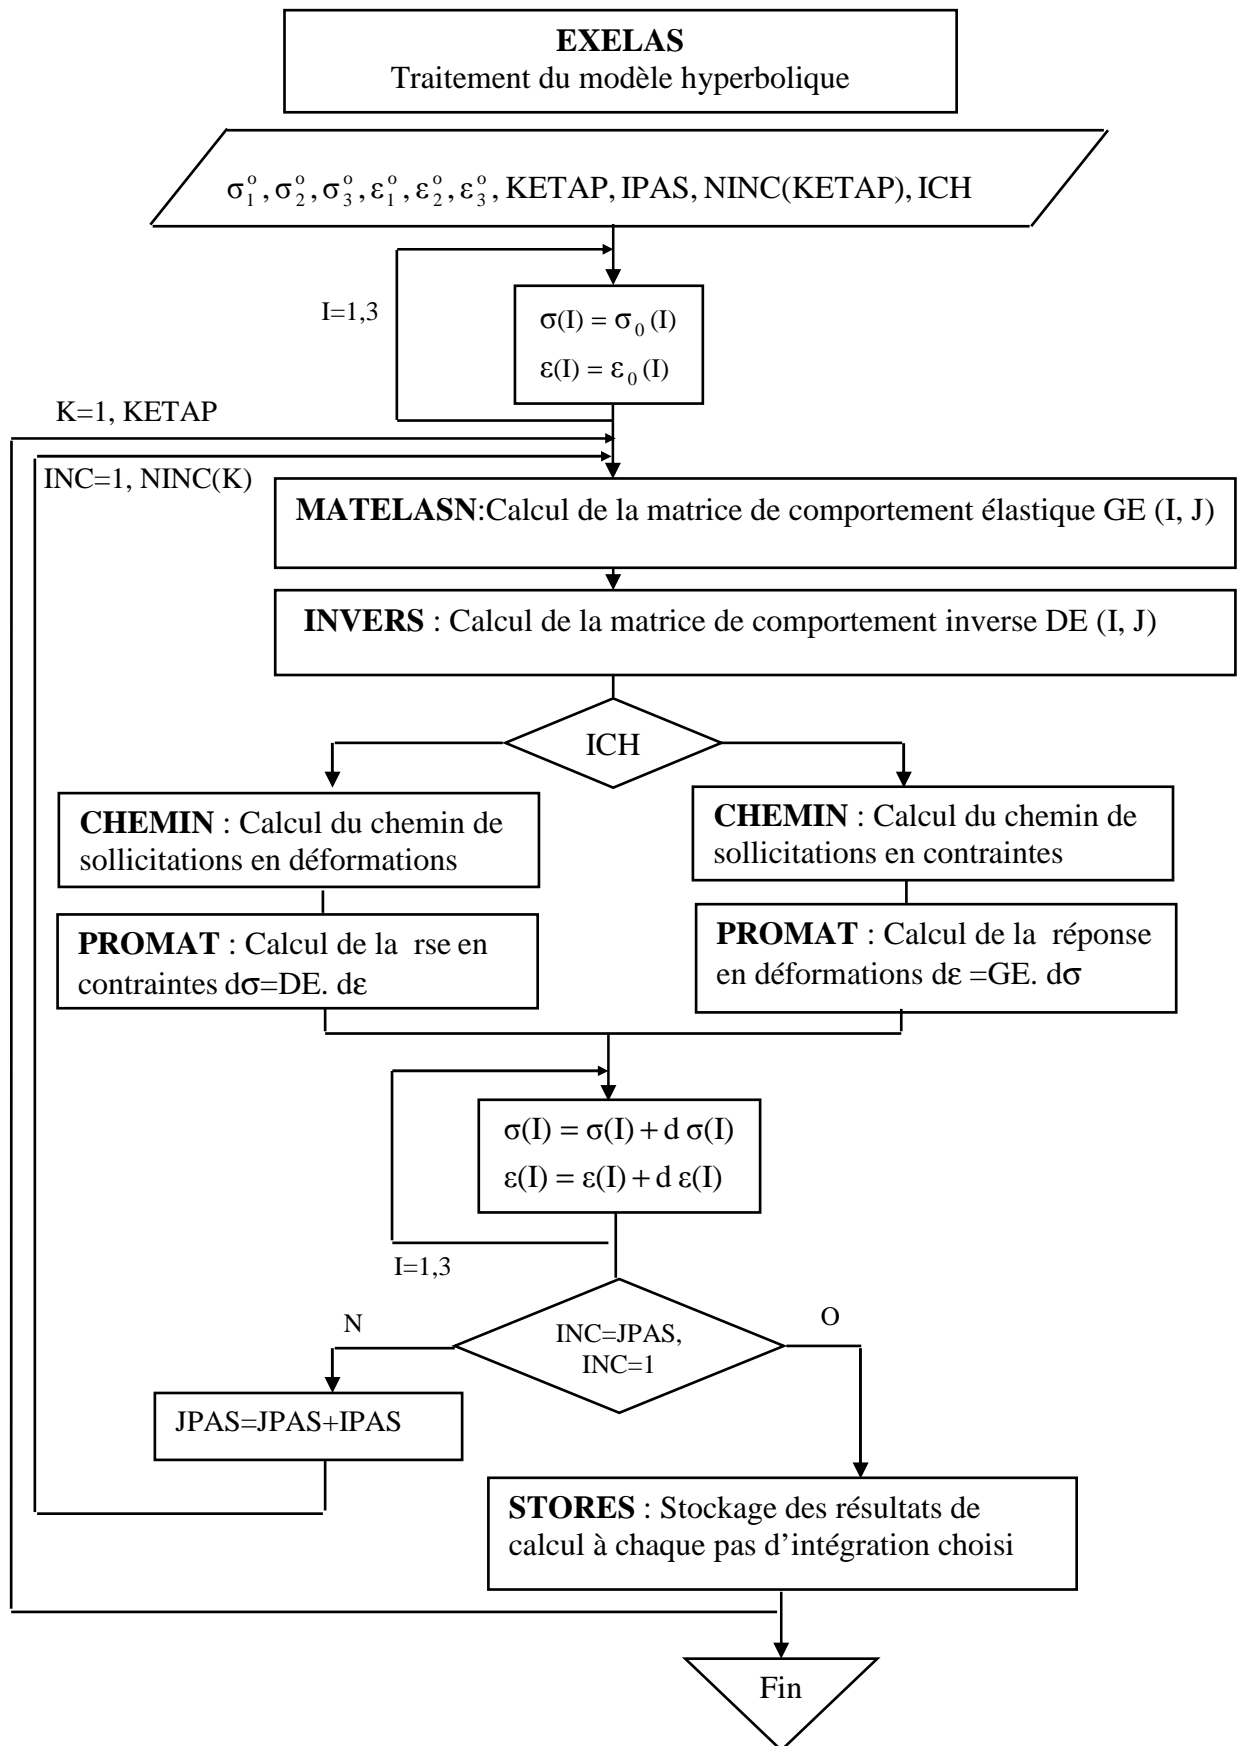 EXELAS
Traitement du modèle hyperbolique
σ₁°, σ₂°, σ₃°, ε₁°, ε₂°, ε₃°, KETAP, IPAS, NINC(KETAP), ICH
I=1,3
σ(I) = σ₀ (I)
ε(I) = ε₀ (I)
K=1, KETAP
INC=1, NINC(K)
MATELASN:Calcul de la matrice de comportement élastique GE (I, J)
INVERS : Calcul de la matrice de comportement inverse DE (I, J)
ICH
CHEMIN : Calcul du chemin de
sollicitations en déformations
CHEMIN : Calcul du chemin de
sollicitations en contraintes
PROMAT : Calcul de la rse en
contraintes dσ=DE. dε
PROMAT : Calcul de la réponse
en déformations dε =GE. dσ
σ(I) = σ(I) + d σ(I)
ε(I) = ε(I) + d ε(I)
I=1,3
N
INC=JPAS,
INC=1
O
JPAS=JPAS+IPAS
STORES : Stockage des résultats de
calcul à chaque pas d’intégration choisi
Fin